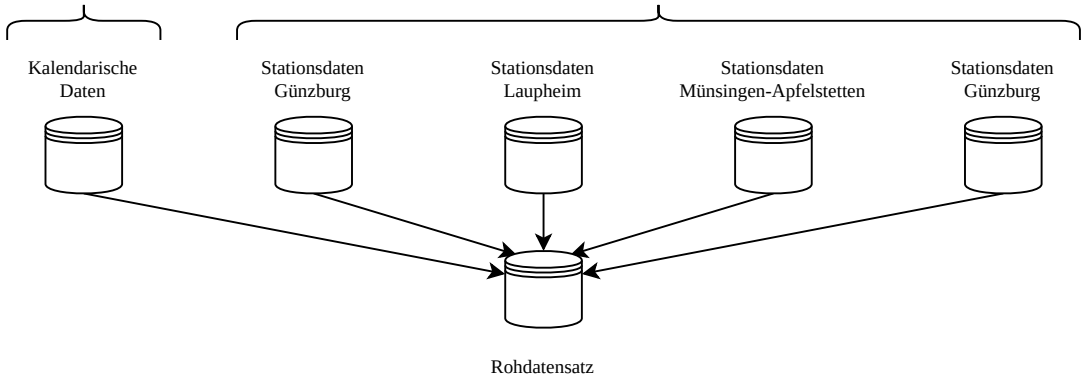 Kalendarische
Daten
Stationsdaten
Günzburg
Stationsdaten
Laupheim
Stationsdaten
Münsingen-Apfelstetten
Stationsdaten
Günzburg
Rohdatensatz